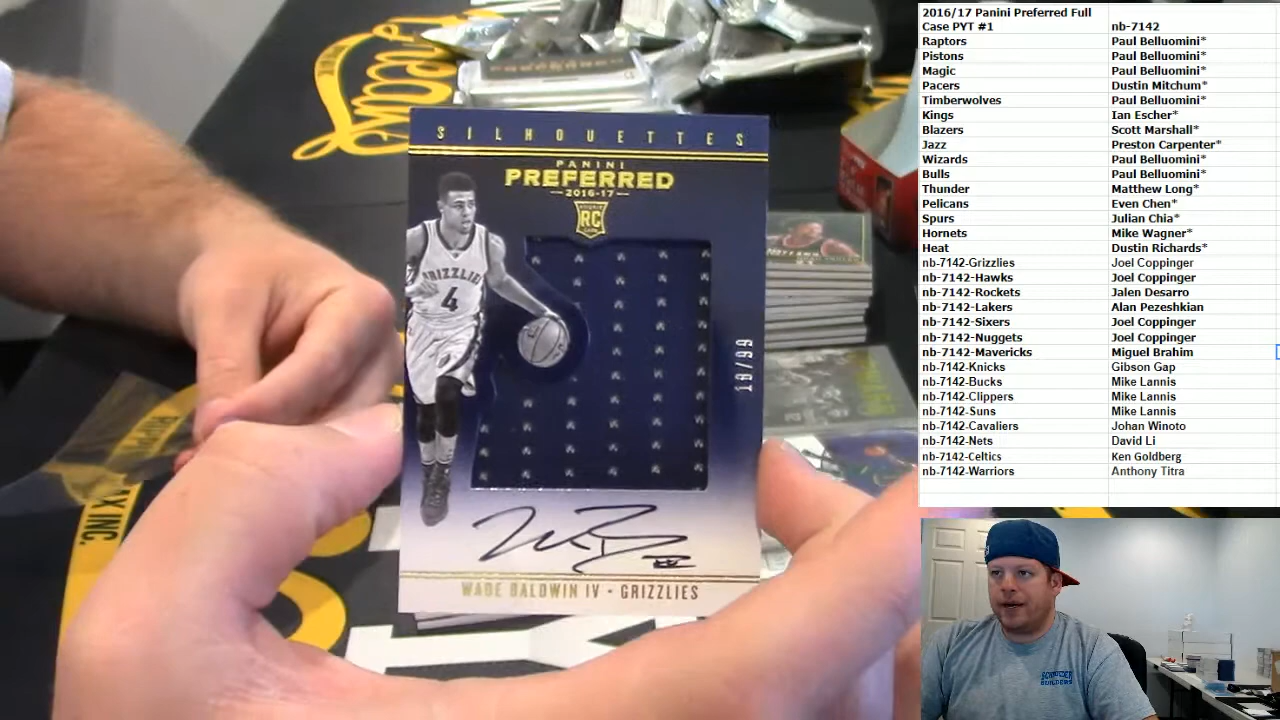 SILHOUETTES
PANINI
PREFERRED
2016-17
ROOKIE
RC
CARD
GRIZZLIES
4
18/99
WADE BALDWIN IV - GRIZZLIES
IX INC.
2016/17 Panini Preferred Full
Case PYT #1 nb-7142
Raptors Paul Belluomini*
Pistons Paul Belluomini*
Magic Paul Belluomini*
Pacers Dustin Mitchum*
Timberwolves Paul Belluomini*
Kings Ian Escher*
Blazers Scott Marshall*
Jazz Preston Carpenter*
Wizards Paul Belluomini*
Bulls Paul Belluomini*
Thunder Matthew Long*
Pelicans Even Chen*
Spurs Julian Chia*
Hornets Mike Wagner*
Heat Dustin Richards*
nb-7142-Grizzlies Joel Coppinger
nb-7142-Hawks Joel Coppinger
nb-7142-Rockets Jalen Desarro
nb-7142-Lakers Alan Pezeshkian
nb-7142-Sixers Joel Coppinger
nb-7142-Nuggets Joel Coppinger
nb-7142-Mavericks Miguel Brahim
nb-7142-Knicks Gibson Gap
nb-7142-Bucks Mike Lannis
nb-7142-Clippers Mike Lannis
nb-7142-Suns Mike Lannis
nb-7142-Cavaliers Johan Winoto
nb-7142-Nets David Li
nb-7142-Celtics Ken Goldberg
nb-7142-Warriors Anthony Titra